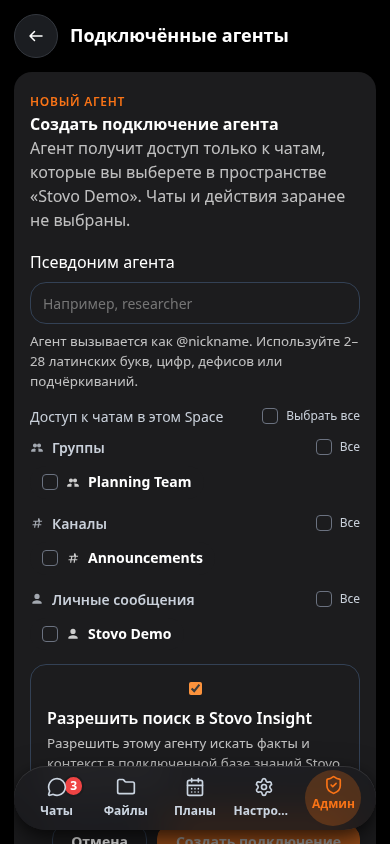 Подключённые агенты
НОВЫЙ АГЕНТ
Создать подключение агента
Агент получит доступ только к чатам,
которые вы выберете в пространстве
«Stovo Demo». Чаты и действия заранее
не выбраны.
Псевдоним агента
Например, researcher
Агент вызывается как @nickname. Используйте 2–
28 латинских букв, цифр, дефисов или
подчёркиваний.
Доступ к чатам в этом Space
Выбрать все
Группы
Все
Planning Team
Каналы
Все
Announcements
Личные сообщения
Все
Stovo Demo
Разрешить поиск в Stovo Insight
Разрешить этому агенту искать факты и
контекст в подключенной базе знаний Stovo
3
Чаты
Файлы
Планы
Настро...
Админ
Отмена
Создать подключение